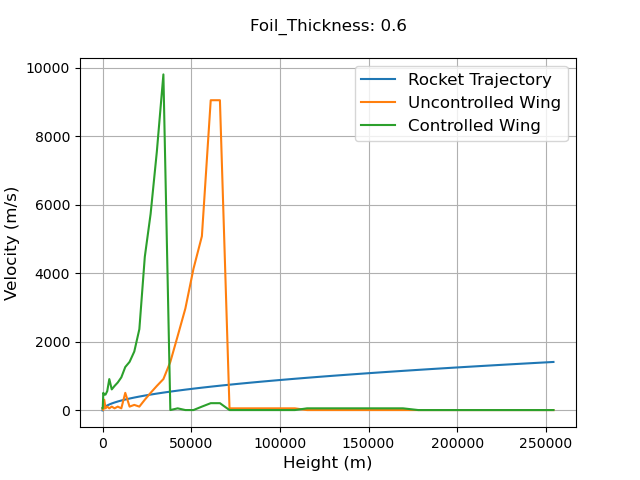 Foil_Thickness: 0.6
Rocket Trajectory
Uncontrolled Wing
Controlled Wing
10000
8000
6000
4000
2000
0
Velocity (m/s)
0 50000 100000 150000 200000 250000
Height (m)